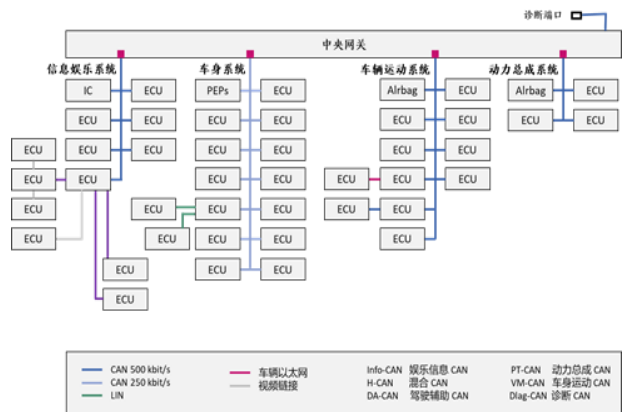 诊断端口
中央网关
信息娱乐系统 车身系统 车辆运动系统 动力总成系统
IC ECU PEPs ECU Alrbag ECU Alrbag ECU
ECU ECU ECU ECU ECU ECU ECU ECU
ECU ECU ECU ECU ECU ECU ECU
ECU ECU ECU ECU ECU ECU ECU
ECU ECU ECU ECU ECU ECU
ECU ECU ECU ECU ECU
ECU ECU ECU
ECU
CAN 500 kbit/s 车辆以太网 Info-CAN 娱乐信息 CAN PT-CAN 动力总成 CAN
CAN 250 kbit/s 视频链接 H-CAN 混合 CAN VM-CAN 车身运动 CAN
LIN DA-CAN 驾驶辅助 CAN Dlag-CAN 诊断 CAN